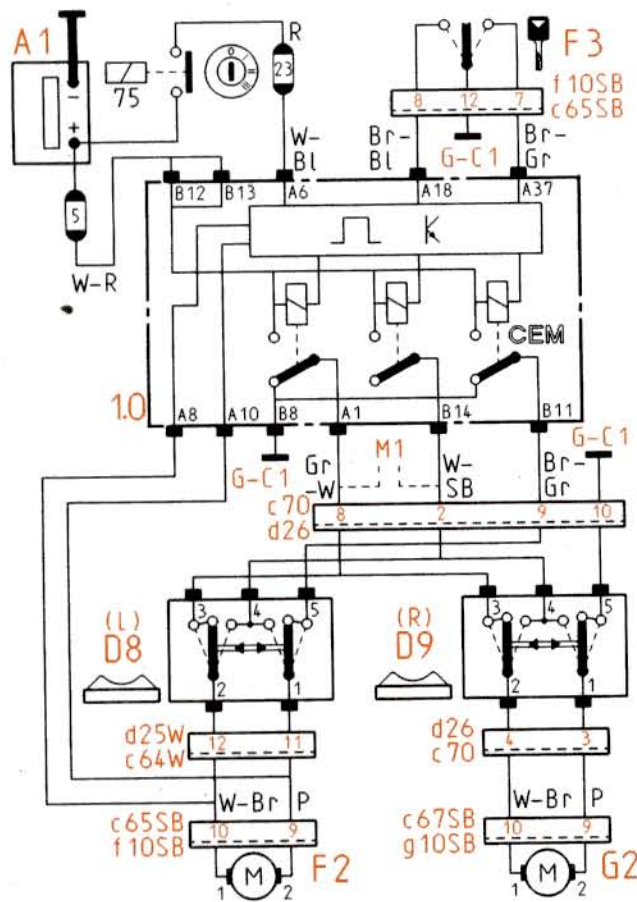 A1
-
+
75
0
I
II
III
R
23
F3
8 12 7
f10SB
c65SB
W-
Bl
Br-
Bl
G-C1
Br-
Gr
5
W-R
B12 B13 A6 A18 A37
K
CEM
1.0
A8 A10 B8 A1 B14 B11
G-C1
Gr
-W
M1
W-
SB
Br-
Gr
G-C1
c70
d26
8 2 9 10
(L)
D8
3 4 5
2 1
(R)
D9
3 4 5
2 1
d25W
c64W
12 11
d26
c70
4 3
W-Br P
W-Br P
c65SB
f10SB
10 9
F2
1 M 2
c67SB
g10SB
10 9
G2
1 M 2